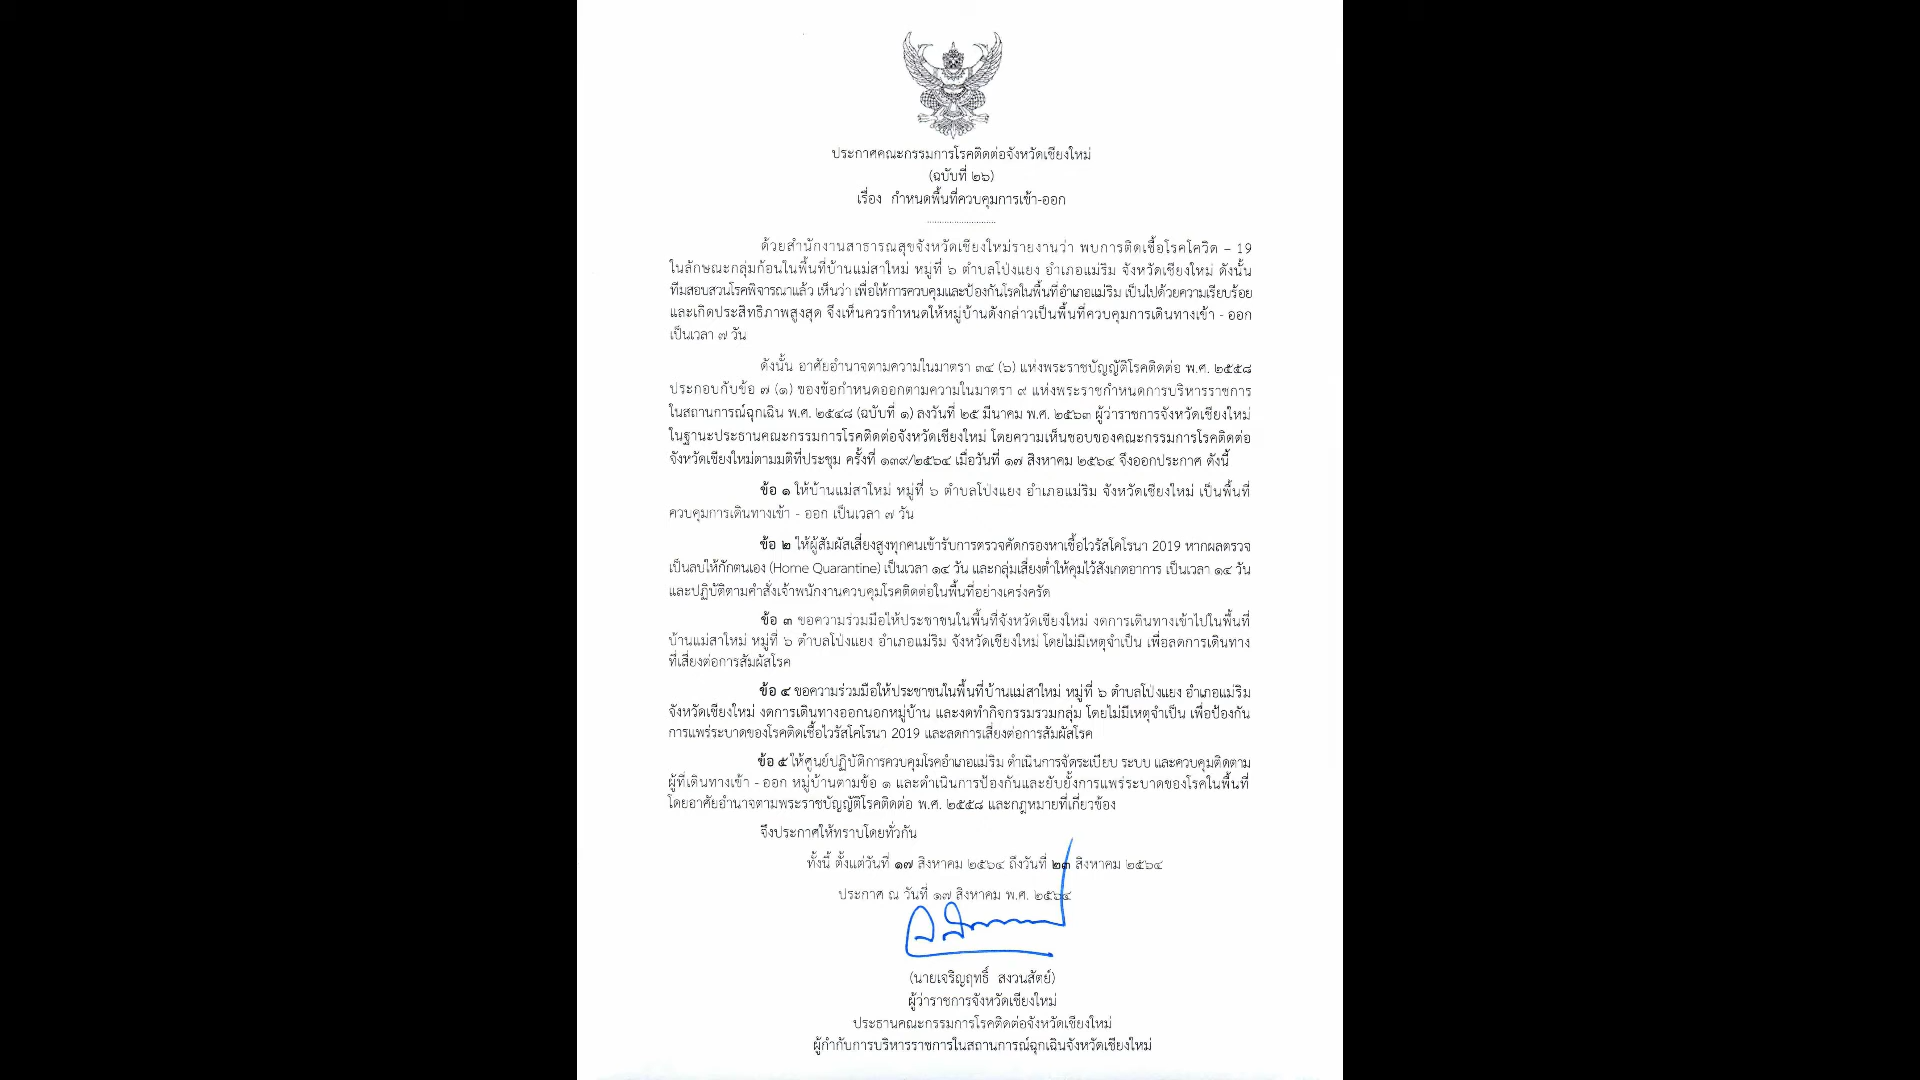 ประกาศคณะกรรมการโรคติดต่อจังหวัดเชียงใหม่
(ฉบับที่ ๒๖)
เรื่อง กำหนดพื้นที่ควบคุมการเข้า-ออก
ด้วยสำนักงานสาธารณสุขจังหวัดเชียงใหม่รายงานว่า พบการติดเชื้อโรคโควิด – 19
ในลักษณะกลุ่มก้อนในพื้นที่บ้านแม่สาใหม่ หมู่ที่ ๖ ตำบลโป่งแยง อำเภอแม่ริม จังหวัดเชียงใหม่ ดังนั้น
ทีมสอบสวนโรคพิจารณาแล้ว เห็นว่า เพื่อให้การควบคุมและป้องกันโรคในพื้นที่อำเภอแม่ริม เป็นไปด้วยความเรียบร้อย
และเกิดประสิทธิภาพสูงสุด จึงเห็นควรกำหนดให้หมู่บ้านดังกล่าวเป็นพื้นที่ควบคุมการเดินทางเข้า - ออก
เป็นเวลา ๗ วัน
ดังนั้น อาศัยอำนาจตามความในมาตรา ๓๔ (๖) แห่งพระราชบัญญัติโรคติดต่อ พ.ศ. ๒๕๕๘
ประกอบกับข้อ ๗ (๑) ของข้อกำหนดออกตามความในมาตรา ๙ แห่งพระราชกำหนดการบริหารราชการ
ในสถานการณ์ฉุกเฉิน พ.ศ. ๒๕๔๘ (ฉบับที่ ๑) ลงวันที่ ๒๕ มีนาคม พ.ศ. ๒๕๖๓ ผู้ว่าราชการจังหวัดเชียงใหม่
ในฐานะประธานคณะกรรมการโรคติดต่อจังหวัดเชียงใหม่ โดยความเห็นชอบของคณะกรรมการโรคติดต่อ
จังหวัดเชียงใหม่ตามมติที่ประชุม ครั้งที่ ๑๓๙/๒๕๖๔ เมื่อวันที่ ๑๗ สิงหาคม ๒๕๖๔ จึงออกประกาศ ดังนี้
ข้อ ๑ ให้บ้านแม่สาใหม่ หมู่ที่ ๖ ตำบลโป่งแยง อำเภอแม่ริม จังหวัดเชียงใหม่ เป็นพื้นที่
ควบคุมการเดินทางเข้า - ออก เป็นเวลา ๗ วัน
ข้อ ๒ ให้ผู้สัมผัสเสี่ยงสูงทุกคนเข้ารับการตรวจคัดกรองหาเชื้อไวรัสโคโรนา 2019 หากผลตรวจ
เป็นลบให้กักตนเอง (Home Quarantine) เป็นเวลา ๑๔ วัน และกลุ่มเสี่ยงต่ำให้คุมไว้สังเกตอาการ เป็นเวลา ๑๔ วัน
และปฏิบัติตามคำสั่งเจ้าพนักงานควบคุมโรคติดต่อในพื้นที่อย่างเคร่งครัด
ข้อ ๓ ขอความร่วมมือให้ประชาชนในพื้นที่จังหวัดเชียงใหม่ งดการเดินทางเข้าไปในพื้นที่
บ้านแม่สาใหม่ หมู่ที่ ๖ ตำบลโป่งแยง อำเภอแม่ริม จังหวัดเชียงใหม่ โดยไม่มีเหตุจำเป็น เพื่อลดการเดินทาง
ที่เสี่ยงต่อการสัมผัสโรค
ข้อ ๔ ขอความร่วมมือให้ประชาชนในพื้นที่บ้านแม่สาใหม่ หมู่ที่ ๖ ตำบลโป่งแยง อำเภอแม่ริม
จังหวัดเชียงใหม่ งดการเดินทางออกนอกหมู่บ้าน และงดทำกิจกรรมรวมกลุ่ม โดยไม่มีเหตุจำเป็น เพื่อป้องกัน
การแพร่ระบาดของโรคติดเชื้อไวรัสโคโรนา 2019 และลดการเสี่ยงต่อการสัมผัสโรค
ข้อ ๕ ให้ศูนย์ปฏิบัติการควบคุมโรคอำเภอแม่ริม ดำเนินการจัดระเบียบ ระบบ และควบคุมติดตาม
ผู้ที่เดินทางเข้า - ออก หมู่บ้านตามข้อ ๑ และดำเนินการป้องกันและยับยั้งการแพร่ระบาดของโรคในพื้นที่
โดยอาศัยอำนาจตามพระราชบัญญัติโรคติดต่อ พ.ศ. ๒๕๕๘ และกฎหมายที่เกี่ยวข้อง
จึงประกาศให้ทราบโดยทั่วกัน
ทั้งนี้ ตั้งแต่วันที่ ๑๗ สิงหาคม ๒๕๖๔ ถึงวันที่ ๒๓ สิงหาคม ๒๕๖๔
ประกาศ ณ วันที่ ๑๗ สิงหาคม พ.ศ. ๒๕๖๔
(นายเจริญฤทธิ์ สงวนสัตย์)
ผู้ว่าราชการจังหวัดเชียงใหม่
ประธานคณะกรรมการโรคติดต่อจังหวัดเชียงใหม่
ผู้กำกับการบริหารราชการในสถานการณ์ฉุกเฉินจังหวัดเชียงใหม่